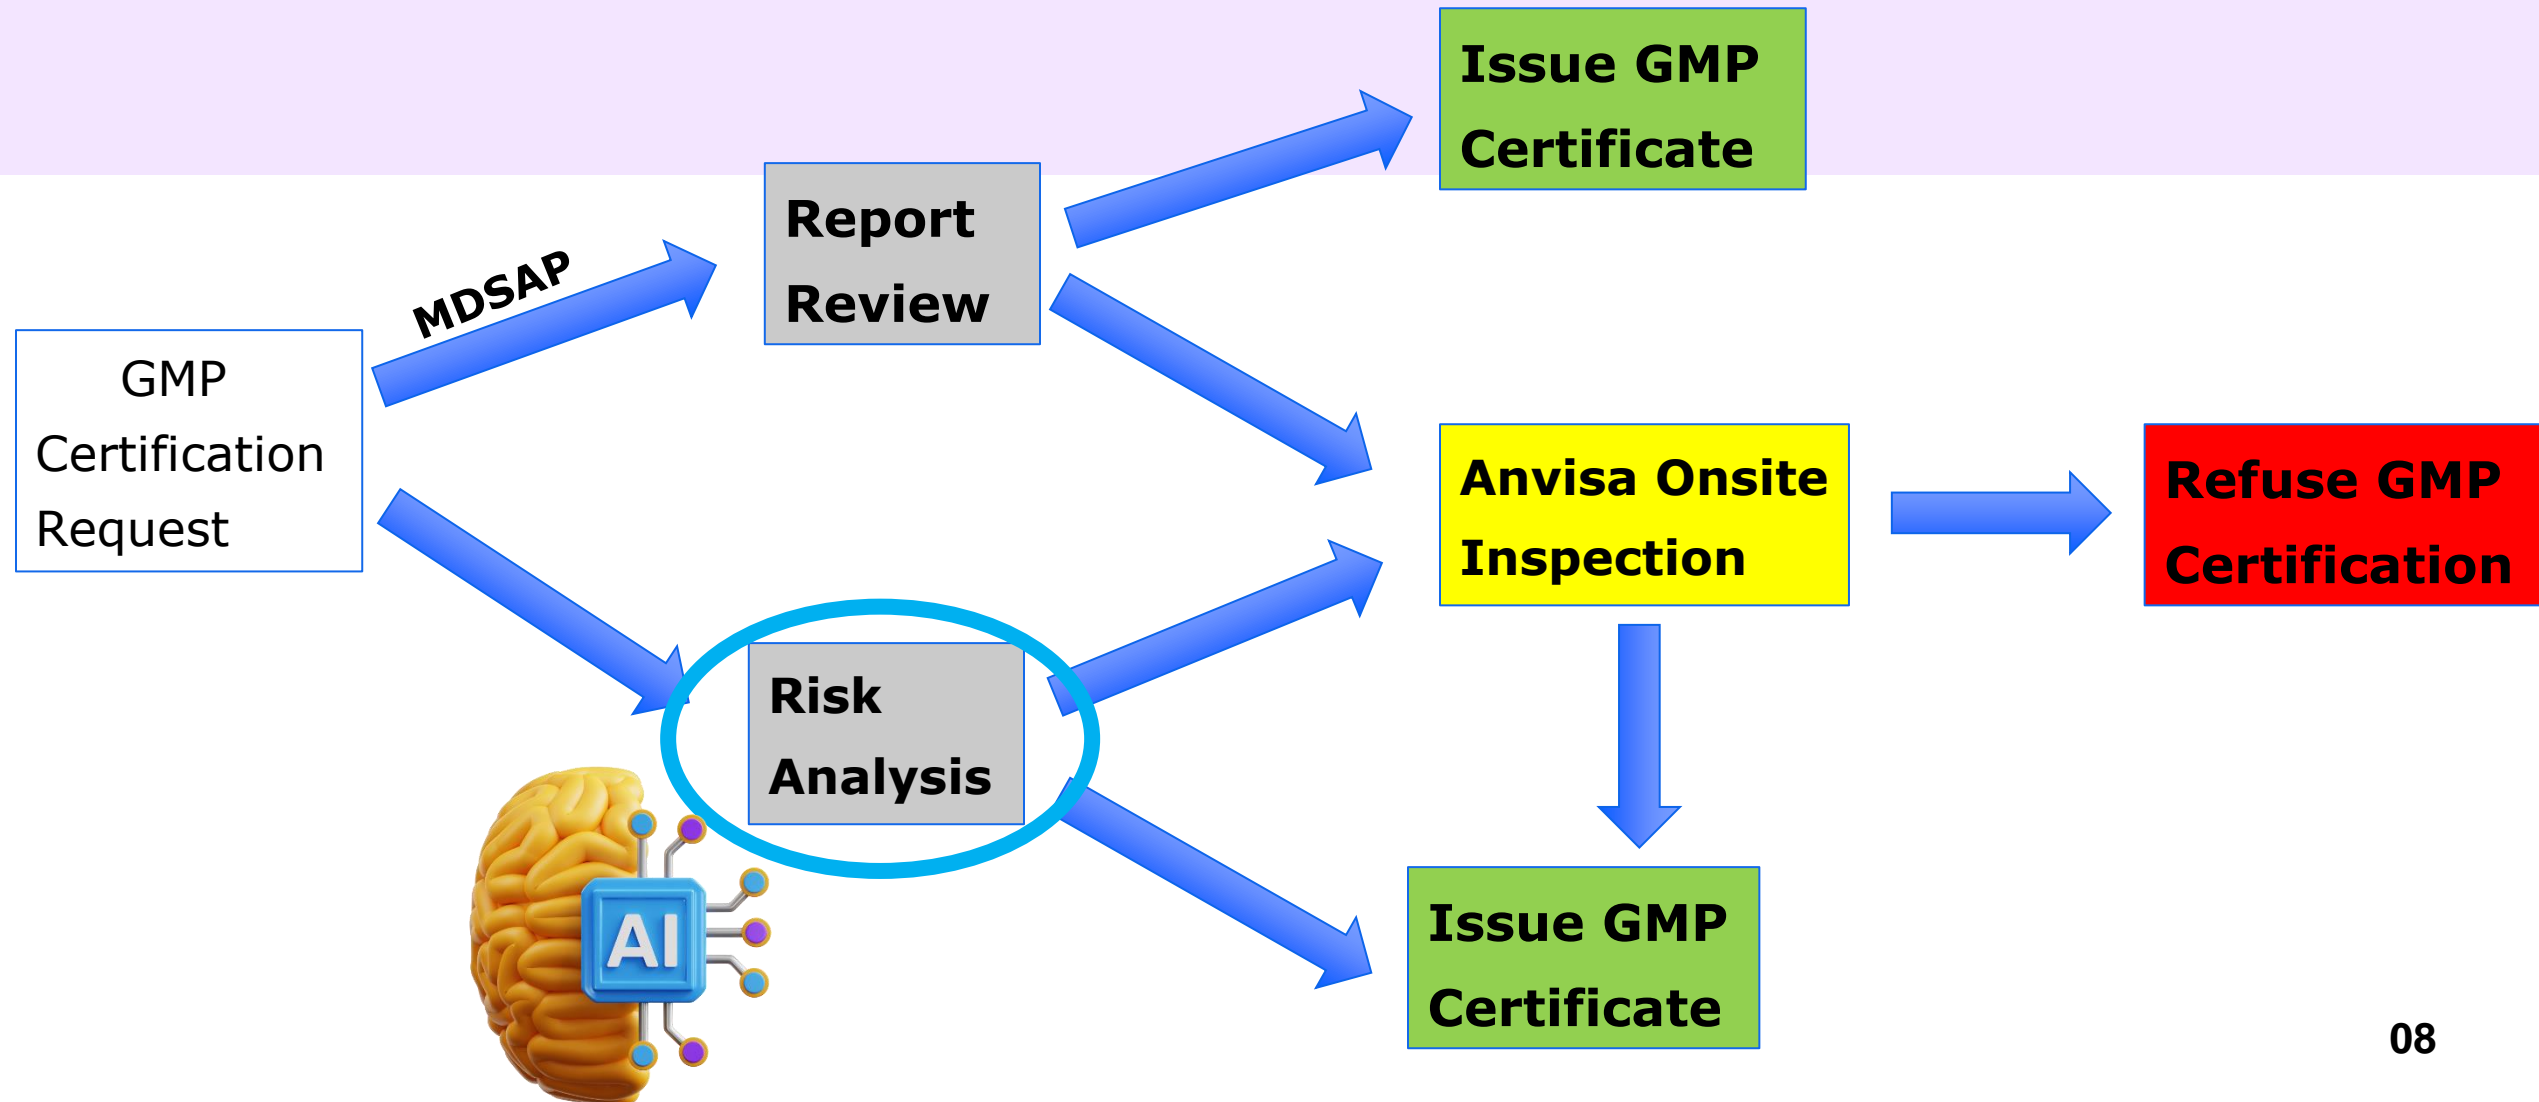 Issue GMP
Certificate
Report
Review
MDSAP
GMP
Certification
Request
Anvisa Onsite
Inspection
Refuse GMP
Certification
Risk
Analysis
AI
Issue GMP
Certificate
08